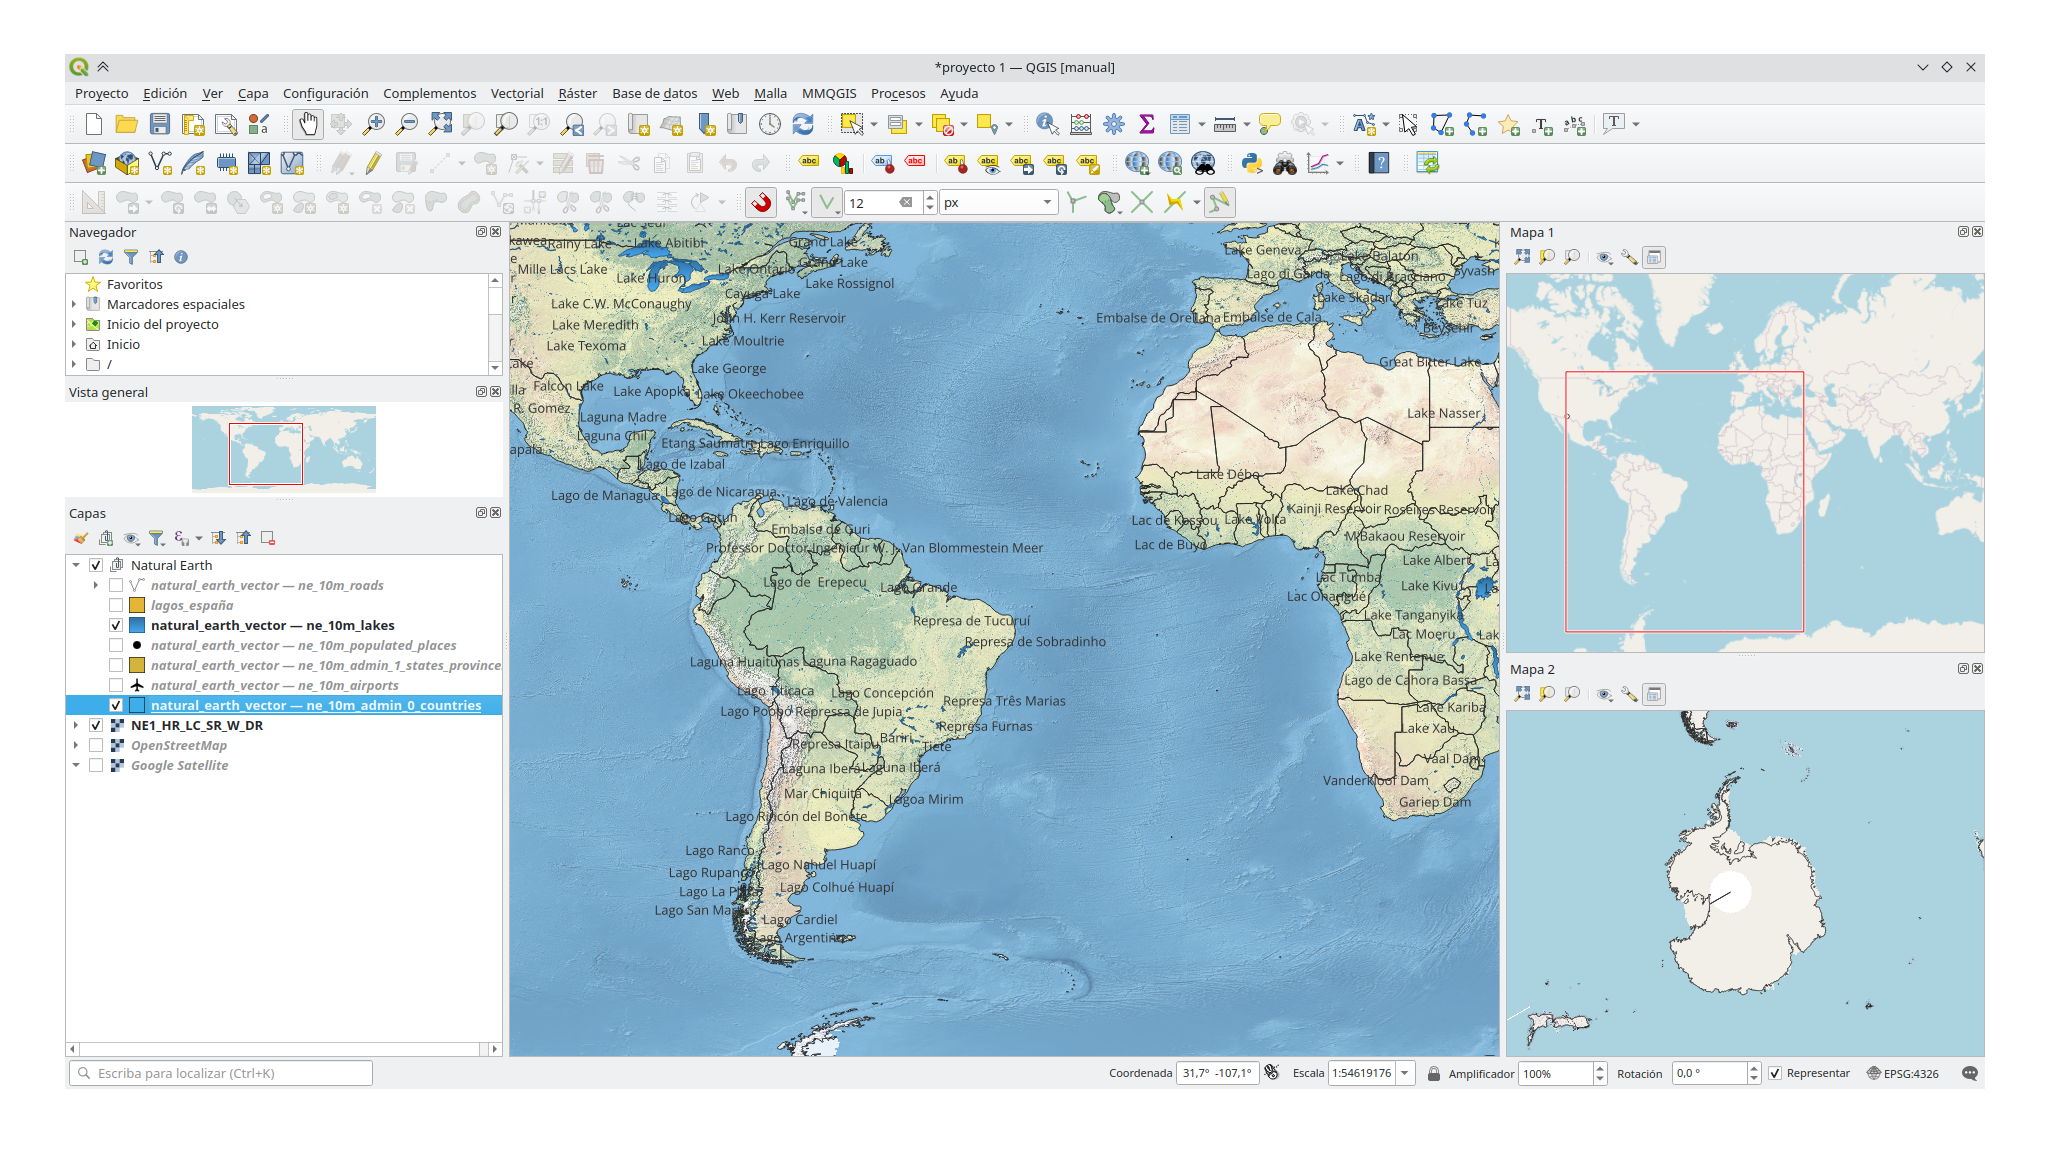 *proyecto 1 — QGIS [manual]
Proyecto Edición Ver Capa Configuración Complementos Vectorial Ráster Base de datos Web Malla MMQGIS Procesos Ayuda
12 px
Navegador
Favoritos
Marcadores espaciales
Inicio del proyecto
Inicio
/
Vista general
Capas
Natural Earth
natural_earth_vector — ne_10m_roads
lagos_españa
natural_earth_vector — ne_10m_lakes
natural_earth_vector — ne_10m_populated_places
natural_earth_vector — ne_10m_admin_1_states_province
natural_earth_vector — ne_10m_airports
natural_earth_vector — ne_10m_admin_0_countries
NE1_HR_LC_SR_W_DR
OpenStreetMap
Google Satellite
Rainy Lake
Lake Abitibi
Grand Lake
Mille Lacs Lake
Lake Huron
Lake Ontario
Grand Lake
Lake Rossignol
Cayuga Lake
Lake C.W. McConaughy
Lake Meredith
John H. Kerr Reservoir
Lake Texoma
Lake Moultrie
Lake George
Falcon Lake
Lake Apopka
Lake Okeechobee
R. Gomez
Laguna Madre
Laguna Chil
Etang Saumatre
Lago Enriquillo
apala
Lago de Izabal
Lago de Managua
Lago de Nicaragua
Lago de Valencia
Lago Gatún
Embalse de Guri
Professor Doctor Ingenieur W. J. Van Blommestein Meer
Lago de Erepecu
Lago Grande
Represa de Tucuruí
Represa de Sobradinho
Laguna Huaitunas
Laguna Ragaguado
Lago Titicaca
Lago Concepción
Represa Três Marias
Lago Poopó
Represa de Jupia
Represa Furnas
Represa Itaipu
Bariri
Tiete
Laguna Iberá
Laguna Iberá
Mar Chiquita
Lagoa Mirim
Lago Rincón del Bonete
Lago Ranco
Lago Nahuel Huapí
Lago Rupanco
Lago Colhué Huapí
Lago La Plata
Lago San Martín
Lago Cardiel
Lago Argentino
Lake Geneva
Lake Balaton
Lago di Garda
Lago di Bracciano
Syvash
Lake Skadar
Lake Tuz
Embalse de Orellana
Embalse de Cala
Beyşehir
Great Bitter Lake
Lake Nasser
Lake Débo
Lake Chad
Kainji Reservoir
Roseires Reservoir
Lac de Kossou
Lake Volta
Lac de Buyo
M'Bakaou Reservoir
Lake Albert
Lac Tumba
Lake Kivu
Lac Onangué
Lake Tanganyika
Lac Moeru
Lake Rentengue
Lago de Cahora Bassa
Lake Kariba
Lake Xau
Vaal Dam
Vanderkloof Dam
Gariep Dam
Mapa 1
Mapa 2
Escriba para localizar (Ctrl+K)
Coordenada 31,7° -107,1° Escala 1:54619176 Amplificador 100% Rotación 0,0 ° Representar EPSG:4326